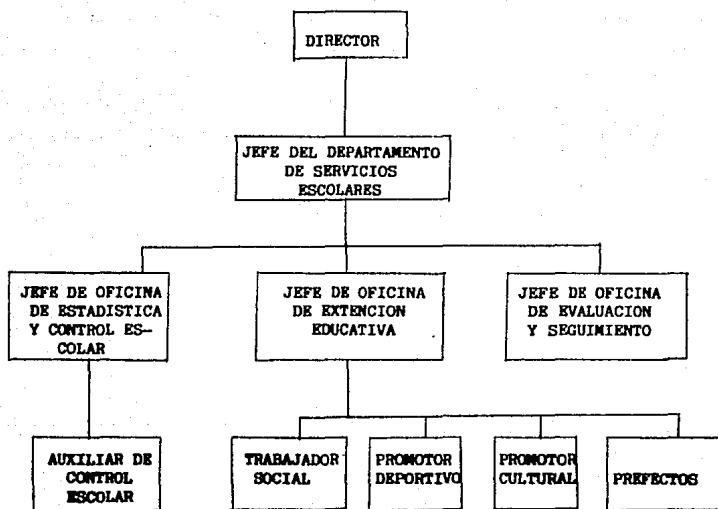 DIRECTOR
JEFE DEL DEPARTAMENTO
DE SERVICIOS
ESCOLARES
JEFE DE OFICINA
DE ESTADISTICA
Y CONTROL ES-
COLAR
JEFE DE OFICINA
DE EXTENCION
EDUCATIVA
JEFE DE OFICINA
DE EVALUACION
Y SEGUIMIENTO
AUXILIAR DE
CONTROL
ESCOLAR
TRABAJADOR
SOCIAL
PROMOTOR
DEPORTIVO
PROMOTOR
CULTURAL
PREFECTOS